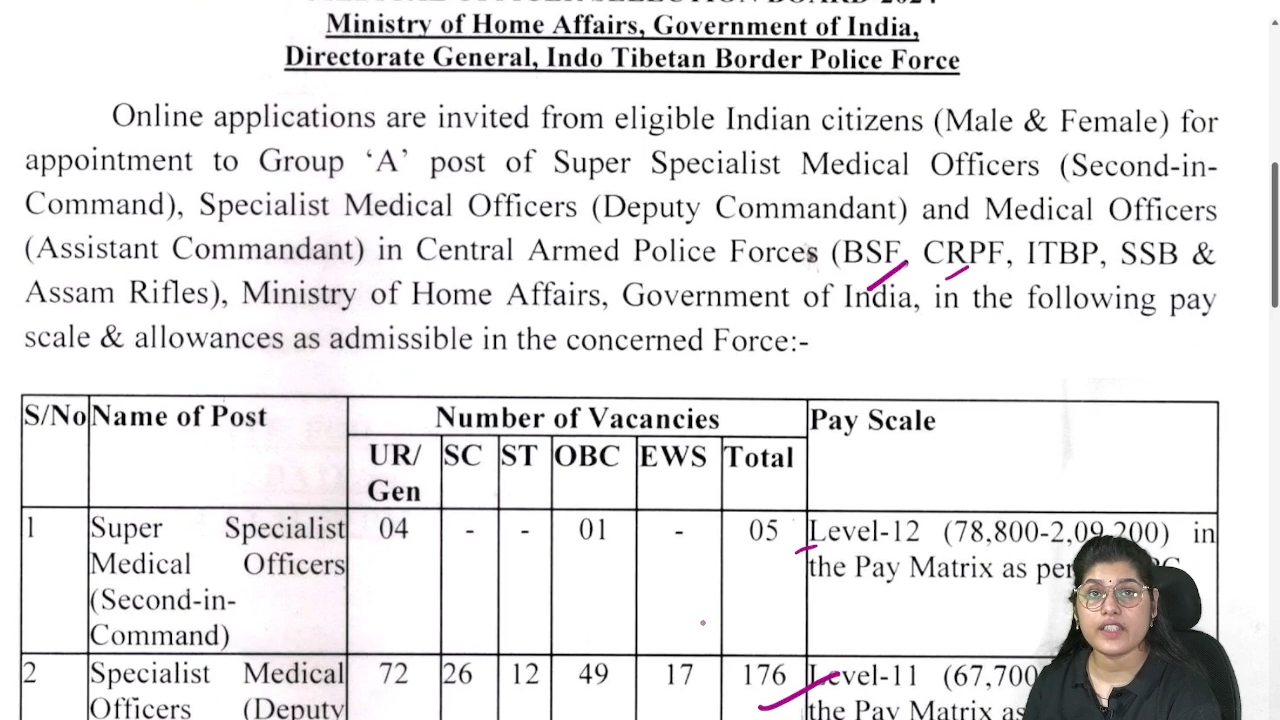 Ministry of Home Affairs, Government of India,
Directorate General, Indo Tibetan Border Police Force
Online applications are invited from eligible Indian citizens (Male & Female) for
appointment to Group ‘A’ post of Super Specialist Medical Officers (Second-in-
Command), Specialist Medical Officers (Deputy Commandant) and Medical Officers
(Assistant Commandant) in Central Armed Police Forces (BSF, CRPF, ITBP, SSB &
Assam Rifles), Ministry of Home Affairs, Government of India, in the following pay
scale & allowances as admissible in the concerned Force:-
S/No Name of Post Number of Vacancies Pay Scale
UR/ SC ST OBC EWS Total
Gen
1 Super Specialist 04 - - 01 - 05 Level-12 (78,800-2,09,200) in
Medical Officers the Pay Matrix as per
(Second-in-
Command)
2 Specialist Medical 72 26 12 49 17 176 Level-11 (67,700
Officers (Deputy the Pay Matrix as